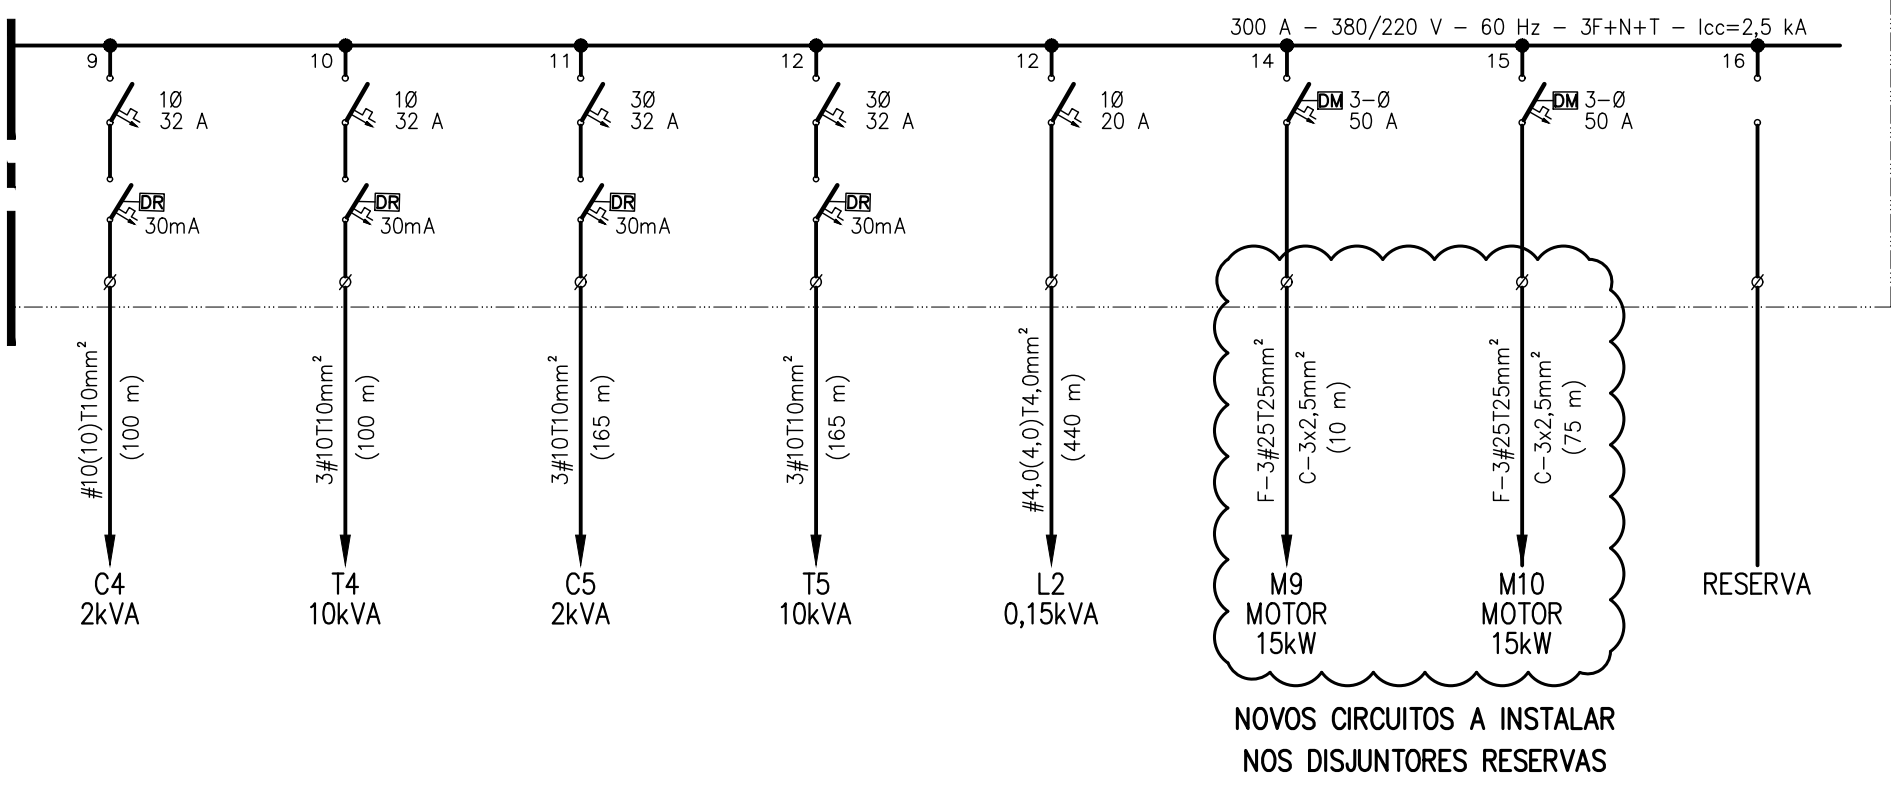 300 A – 380/220 V – 60 Hz – 3F+N+T – Icc=2,5 kA
9
10
11
12
12
14
15
16
1Ø
32 A
1Ø
32 A
3Ø
32 A
3Ø
32 A
1Ø
20 A
DM 3-Ø
50 A
DM 3-Ø
50 A
DR
30mA
DR
30mA
DR
30mA
DR
30mA
#10(10)T10mm²
(100 m)
3#10T10mm²
(100 m)
3#10T10mm²
(165 m)
3#10T10mm²
(165 m)
#4,0(4,0)T4,0mm²
(440 m)
F-3#25T25mm²
C-3x2,5mm²
(10 m)
F-3#25T25mm²
C-3x2,5mm²
(75 m)
C4
2kVA
T4
10kVA
C5
2kVA
T5
10kVA
L2
0,15kVA
M9
MOTOR
15kW
M10
MOTOR
15kW
RESERVA
NOVOS CIRCUITOS A INSTALAR
NOS DISJUNTORES RESERVAS